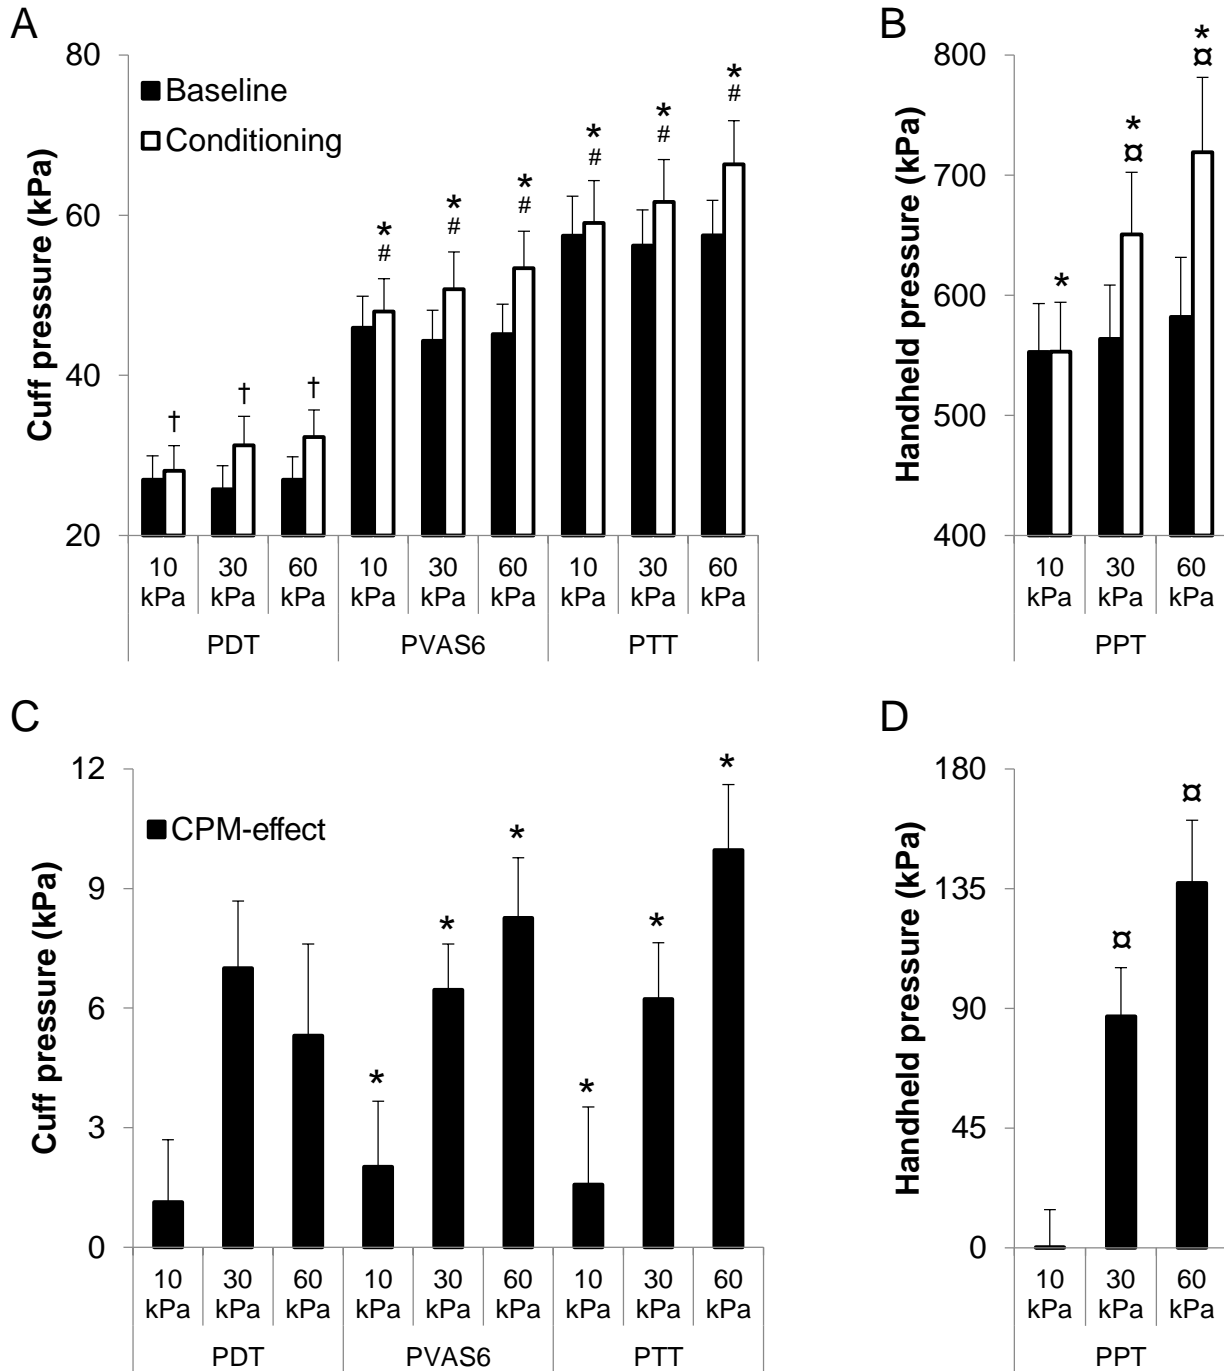 A
Cuff pressure (kPa)
80
60
40
20
Baseline
Conditioning
† † †
* * * * * *
# # # # # #
10 30 60 10 30 60 10 30 60
kPa kPa kPa kPa kPa kPa kPa kPa kPa
PDT PVAS6 PTT
B
Handheld pressure (kPa)
800
700
600
500
400
* * *
¤ ¤
10 30 60
kPa kPa kPa
PPT
C
Cuff pressure (kPa)
12
9
6
3
0
CPM-effect
* * * * * *
10 30 60 10 30 60 10 30 60
kPa kPa kPa kPa kPa kPa kPa kPa kPa
PDT PVAS6 PTT
D
Handheld pressure (kPa)
180
135
90
45
0
¤ ¤
10 30 60
kPa kPa kPa
PPT